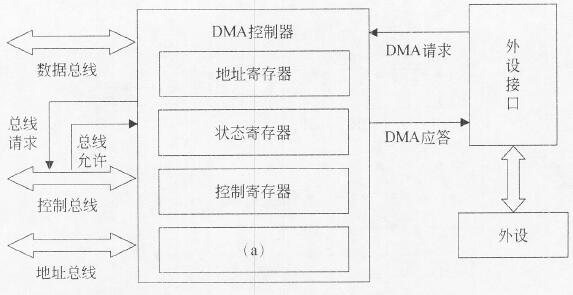 DMA控制器
数据总线
地址寄存器
DMA请求
外设接口
总线请求
总线允许
状态寄存器
DMA应答
控制总线
控制寄存器
地址总线
(a)
外设